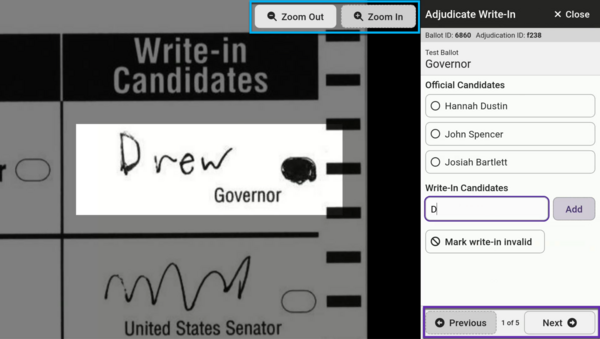 Zoom Out
Zoom In
Write-in
Candidates
r
Drew
Governor
United States Senator
Adjudicate Write-In
× Close
Ballot ID: 6860 Adjudication ID: f238
Test Ballot
Governor
Official Candidates
Hannah Dustin
John Spencer
Josiah Bartlett
Write-In Candidates
D
Add
Mark write-in invalid
Previous
1 of 5
Next